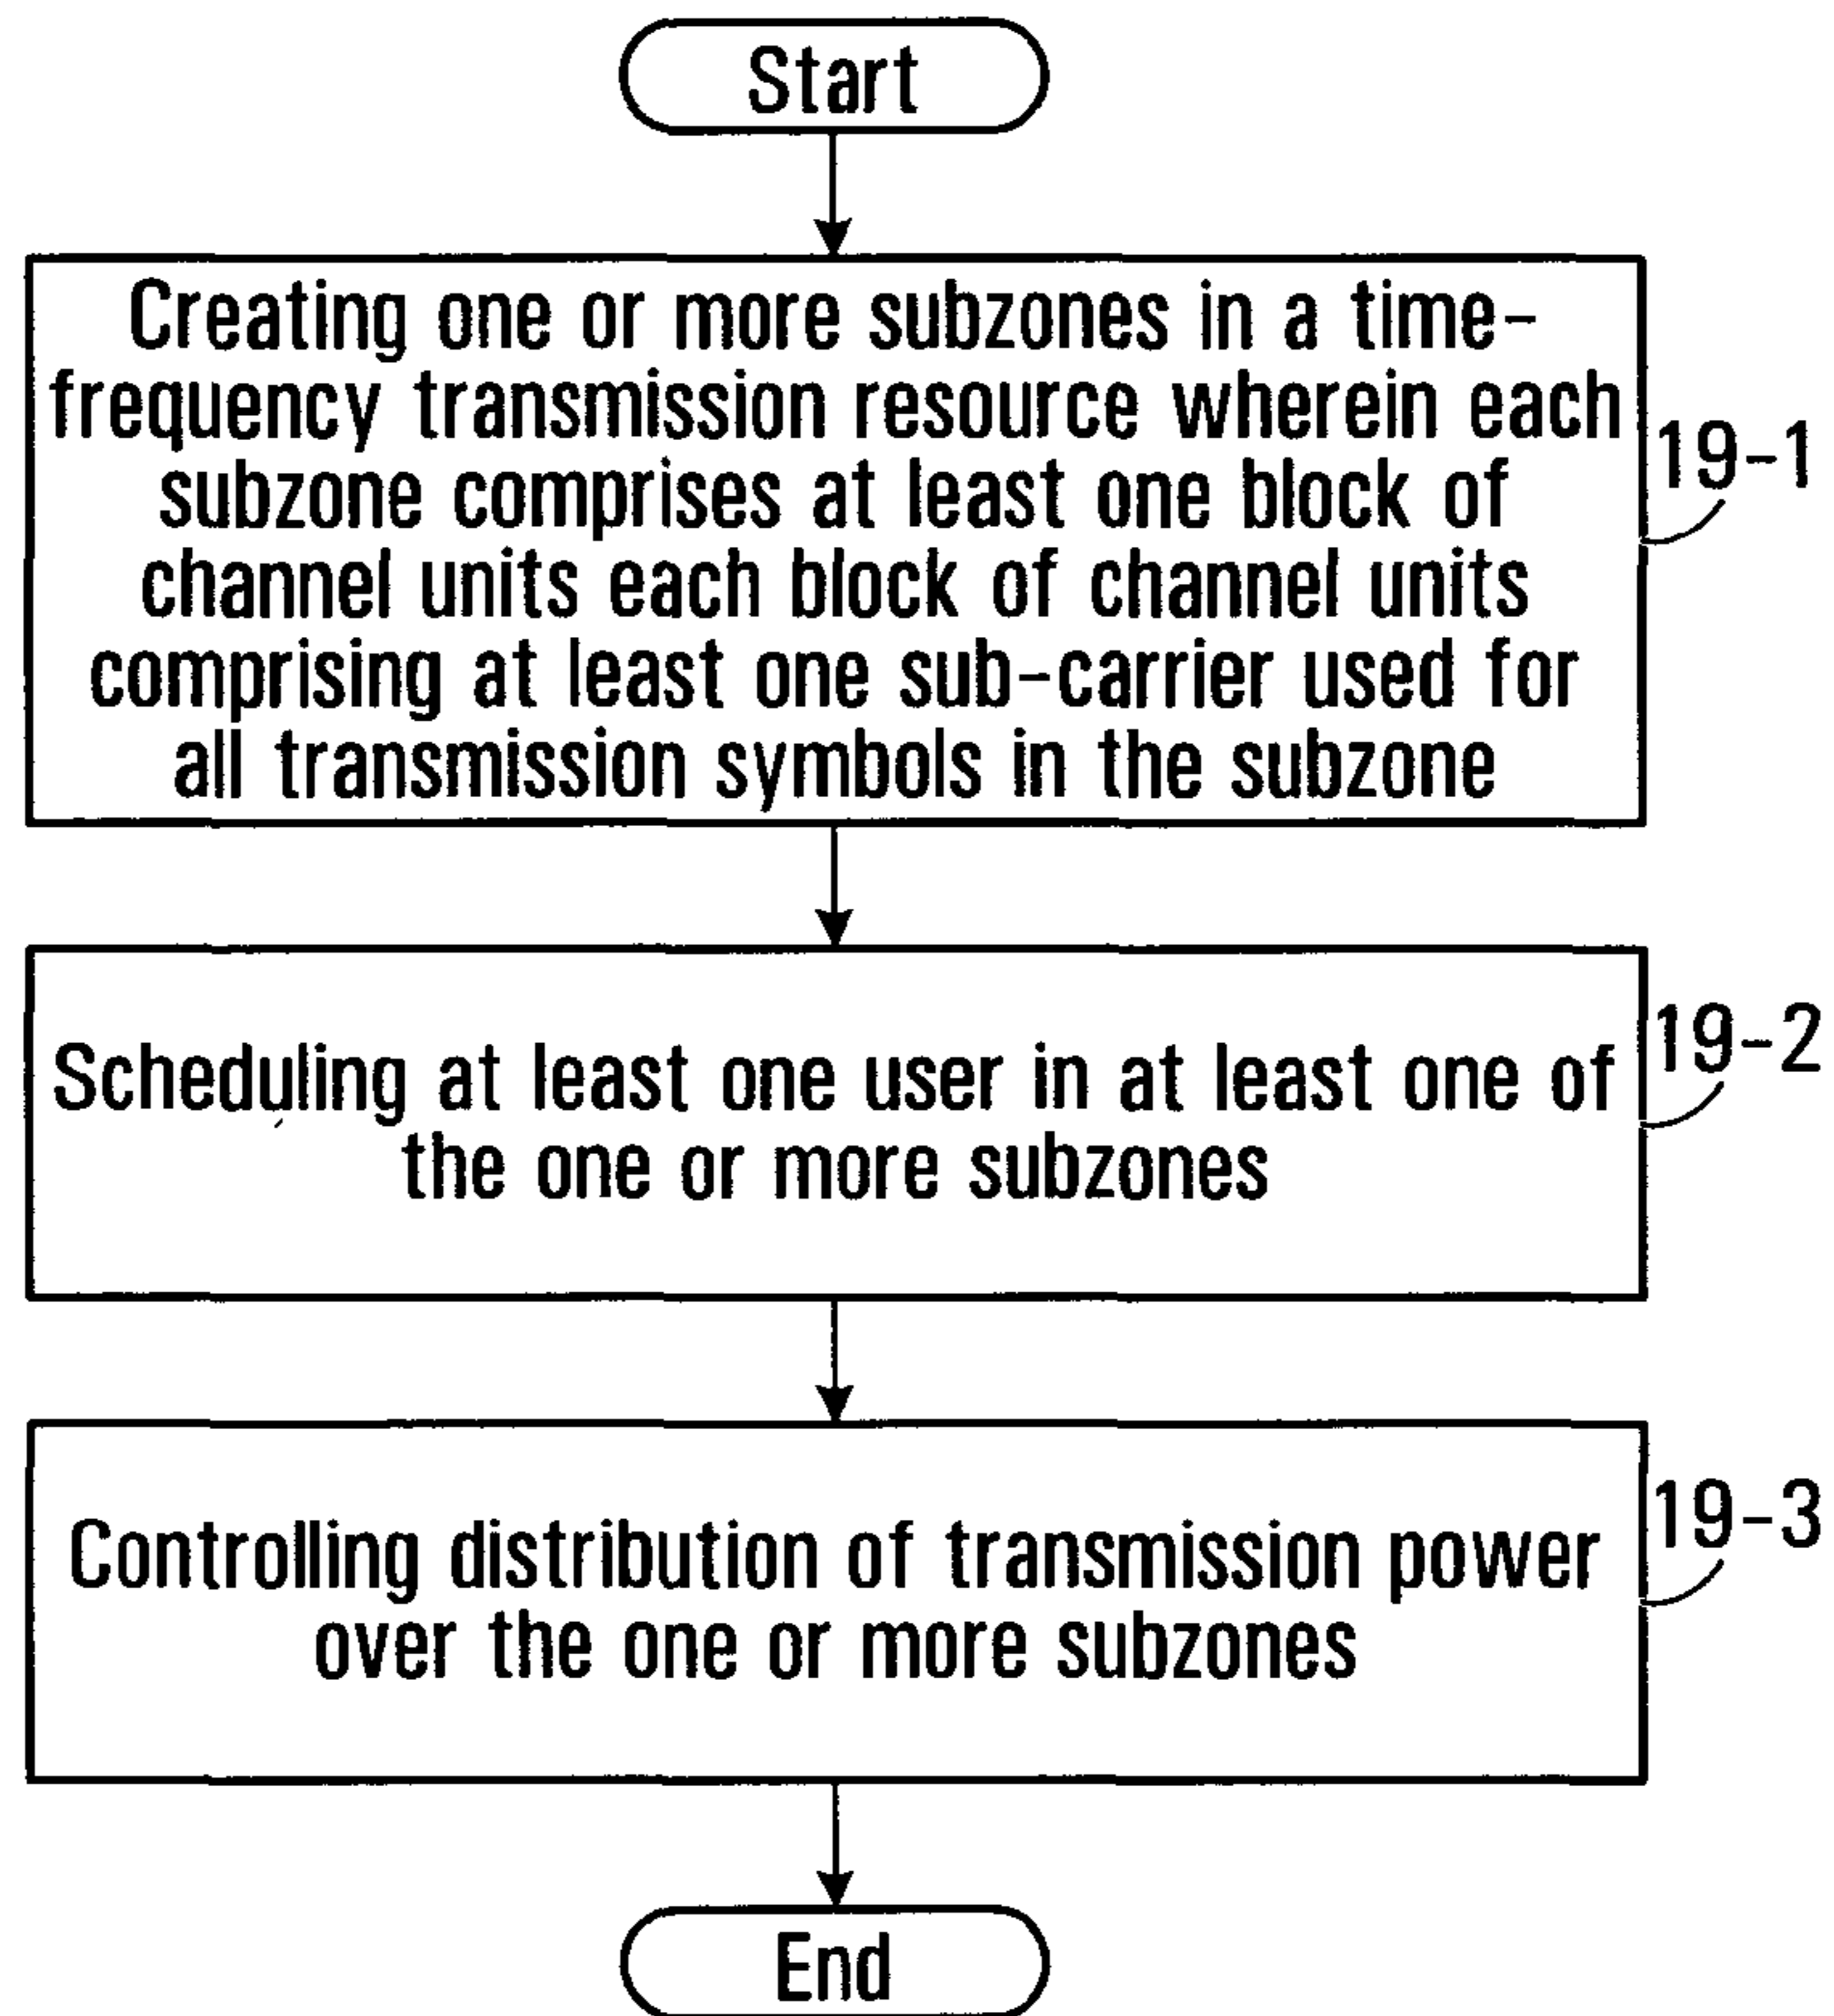 Start
Creating one or more subzones in a time-
frequency transmission resource wherein each
subzone comprises at least one block of
channel units each block of channel units
comprising at least one sub-carrier used for
all transmission symbols in the subzone
19-1
Scheduling at least one user in at least one of
the one or more subzones
19-2
Controlling distribution of transmission power
over the one or more subzones
19-3
End